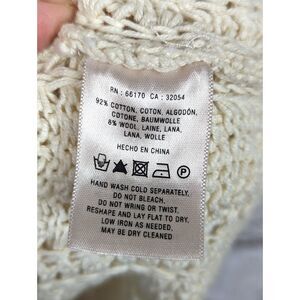 RN : 66170 CA : 32054
92% COTTON, COTON, ALGODÓN,
COTONE, BAUMWOLLE
8% WOOL, LAINE, LANA,
LANA, WOLLE
HECHO EN CHINA
HAND WASH COLD SEPARATELY.
DO NOT BLEACH.
DO NOT WRING OR TWIST.
RESHAPE AND LAY FLAT TO DRY.
LOW IRON AS NEEDED,
MAY BE DRY CLEANED